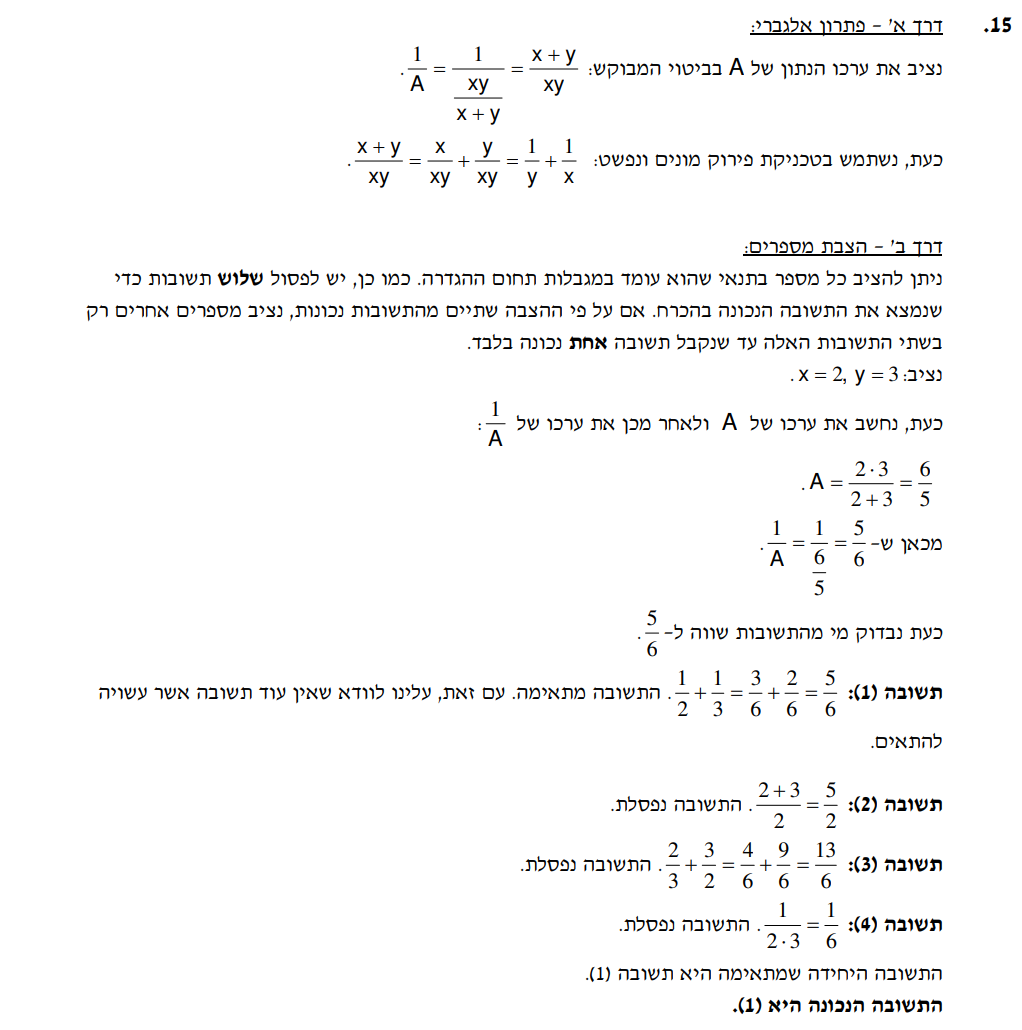 15. דרך א' – פתרון אלגברי:
נציב את ערכו הנתון של A בביטוי המבוקש: $\frac{1}{A} = \frac{1}{\frac{xy}{x+y}} = \frac{x+y}{xy}$.
כעת, נשתמש בטכניקת פירוק מונים ונפשט: $\frac{x+y}{xy} = \frac{x}{xy} + \frac{y}{xy} = \frac{1}{y} + \frac{1}{x}$.
דרך ב' – הצבת מספרים:
ניתן להציב כל מספר בתנאי שהוא עומד במגבלות תחום ההגדרה. כמו כן, יש לפסול שלוש תשובות כדי
שנמצא את התשובה הנכונה בהכרח. אם על פי ההצבה שתיים מהתשובות נכונות, נציב מספרים אחרים רק
בשתי התשובות האלה עד שנקבל תשובה אחת נכונה בלבד.
נציב: x = 2, y = 3.
כעת, נחשב את ערכו של A ולאחר מכן את ערכו של $\frac{1}{A}$:
$A = \frac{2 \cdot 3}{2+3} = \frac{6}{5}$.
מכאן ש- $\frac{1}{A} = \frac{1}{\frac{6}{5}} = \frac{5}{6}$.
כעת נבדוק מי מהתשובות שווה ל- $\frac{5}{6}$.
תשובה (1): $\frac{1}{2} + \frac{1}{3} = \frac{3}{6} + \frac{2}{6} = \frac{5}{6}$. התשובה מתאימה. עם זאת, עלינו לוודא שאין עוד תשובה אשר עשויה
להתאים.
תשובה (2): $\frac{2+3}{2} = \frac{5}{2}$. התשובה נפסלת.
תשובה (3): $\frac{2}{3} + \frac{3}{2} = \frac{4}{6} + \frac{9}{6} = \frac{13}{6}$. התשובה נפסלת.
תשובה (4): $\frac{1}{2 \cdot 3} = \frac{1}{6}$. התשובה נפסלת.
התשובה היחידה שמתאימה היא תשובה (1).
התשובה הנכונה היא (1).